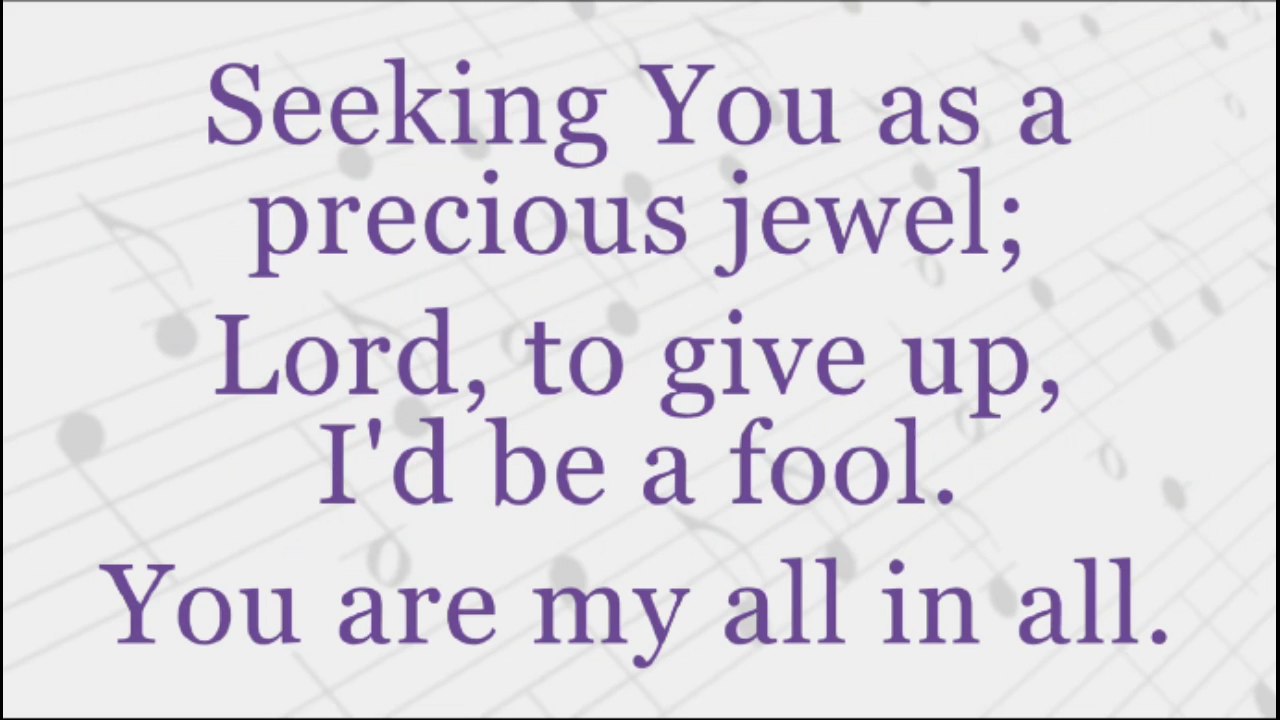 Seeking You as a
precious jewel;
Lord, to give up,
I'd be a fool.
You are my all in all.